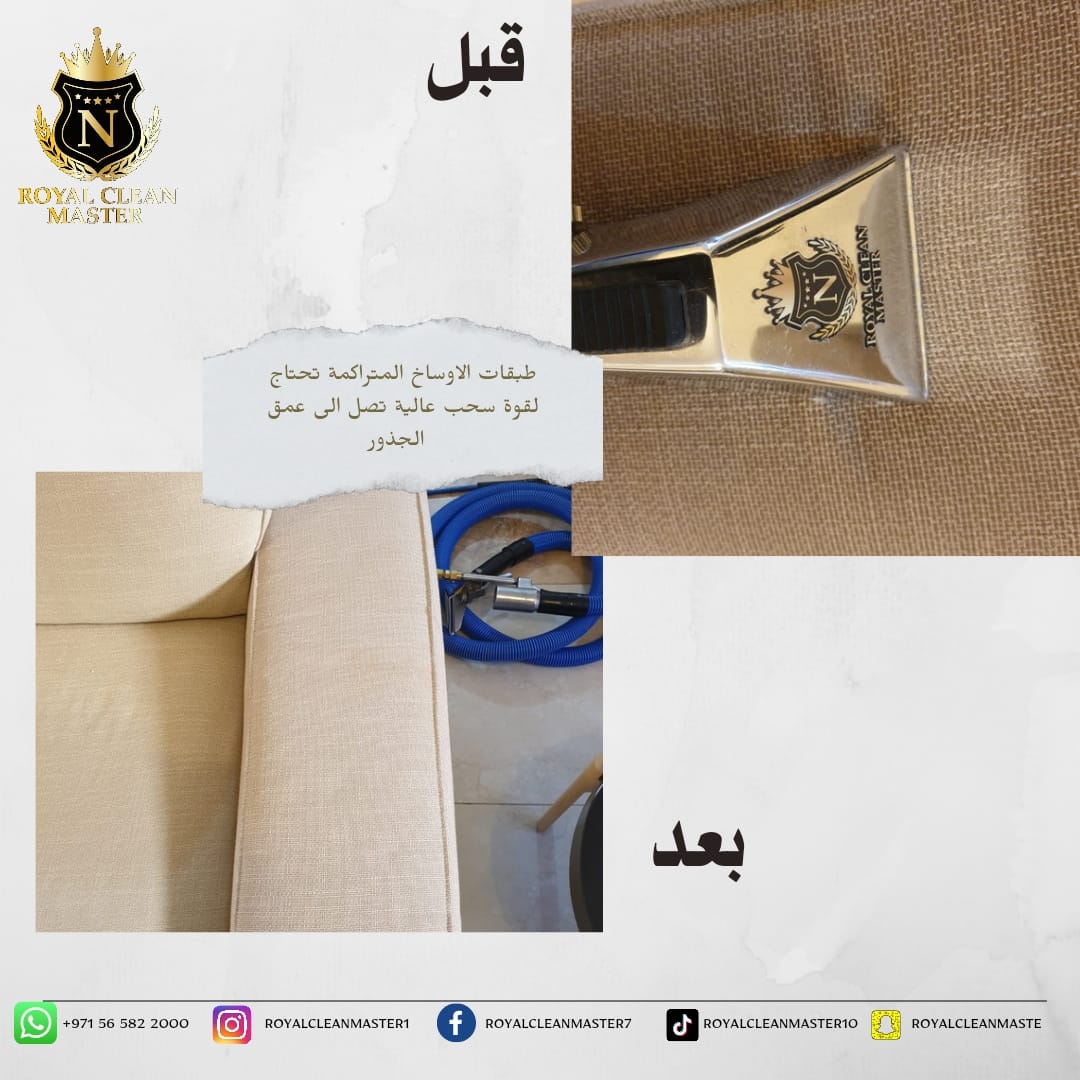 قبل
N
ROYAL CLEAN
MASTER
N
ROYAL CLEAN
MASTER
طبقات الاوساخ المتراكمة تحتاج
لقوة سحب عالية تصل الى عمق
الجذور
بعد
+971 56 582 2000
ROYALCLEANMASTER1
ROYALCLEANMASTER7
ROYALCLEANMASTER10
ROYALCLEANMASTE